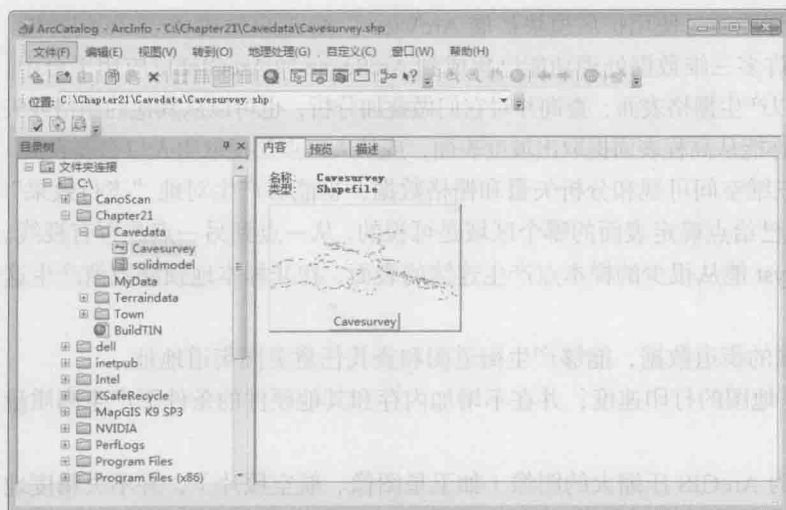 ArcCatalog - ArcInfo - C:\Chapter21\Cavedata\Cavesurvey.shp
文件(F) 编辑(E) 视图(V) 转到(O) 地理处理(G) 自定义(C) 窗口(W) 帮助(H)
位置: C:\Chapter21\Cavedata\Cavesurvey.shp
目录树
内容 预览 描述
文件夹连接
名称: Cavesurvey
类型: Shapefile
C:\
CanoScan
Chapter21
Cavedata
Cavesurvey
solidmodel
MyData
Terraindata
Town
BuildTIN
dell
inetpub
Intel
KSafeRecycle
MapGIS K9 SP3
NVIDIA
PerfLogs
Program Files
Program Files (x86)
Cavesurvey